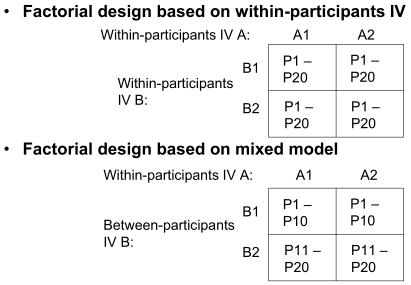 • Factorial design based on within-participants IV
Within-participants IV A: A1 A2
B1 P1 – P20 P1 – P20
Within-participants IV B:
B2 P1 – P20 P1 – P20
• Factorial design based on mixed model
Within-participants IV A: A1 A2
B1 P1 – P10 P1 – P10
Between-participants IV B:
B2 P11 – P20 P11 – P20